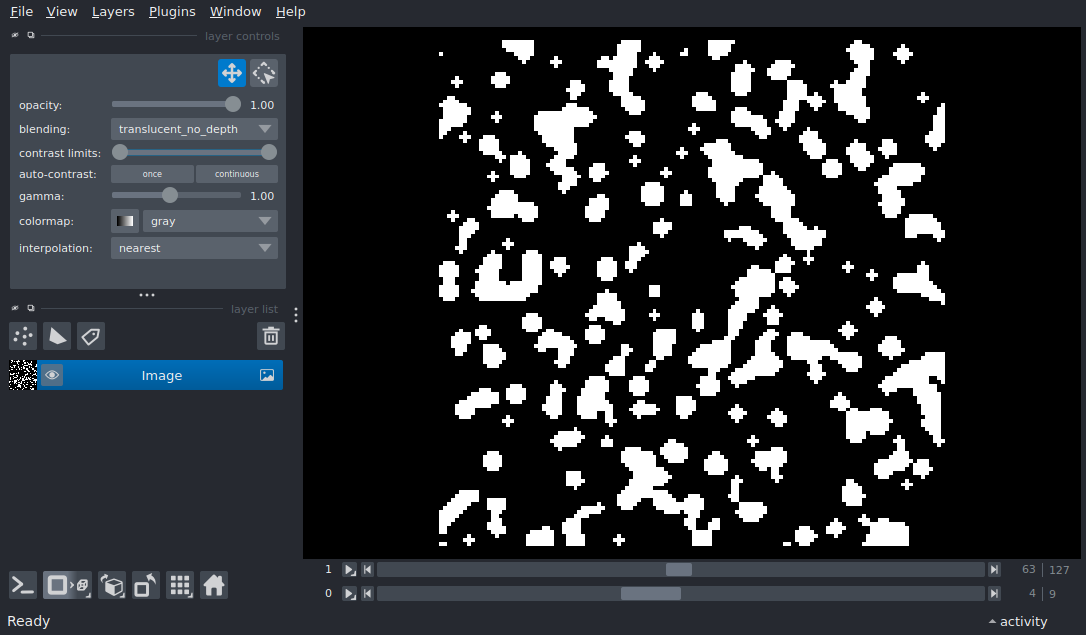 File View Layers Plugins Window Help
layer controls
opacity: 1.00
blending: translucent_no_depth
contrast limits:
auto-contrast: once continuous
gamma: 1.00
colormap: gray
interpolation: nearest
layer list
Image
1 63 127
0 4 9
Ready activity